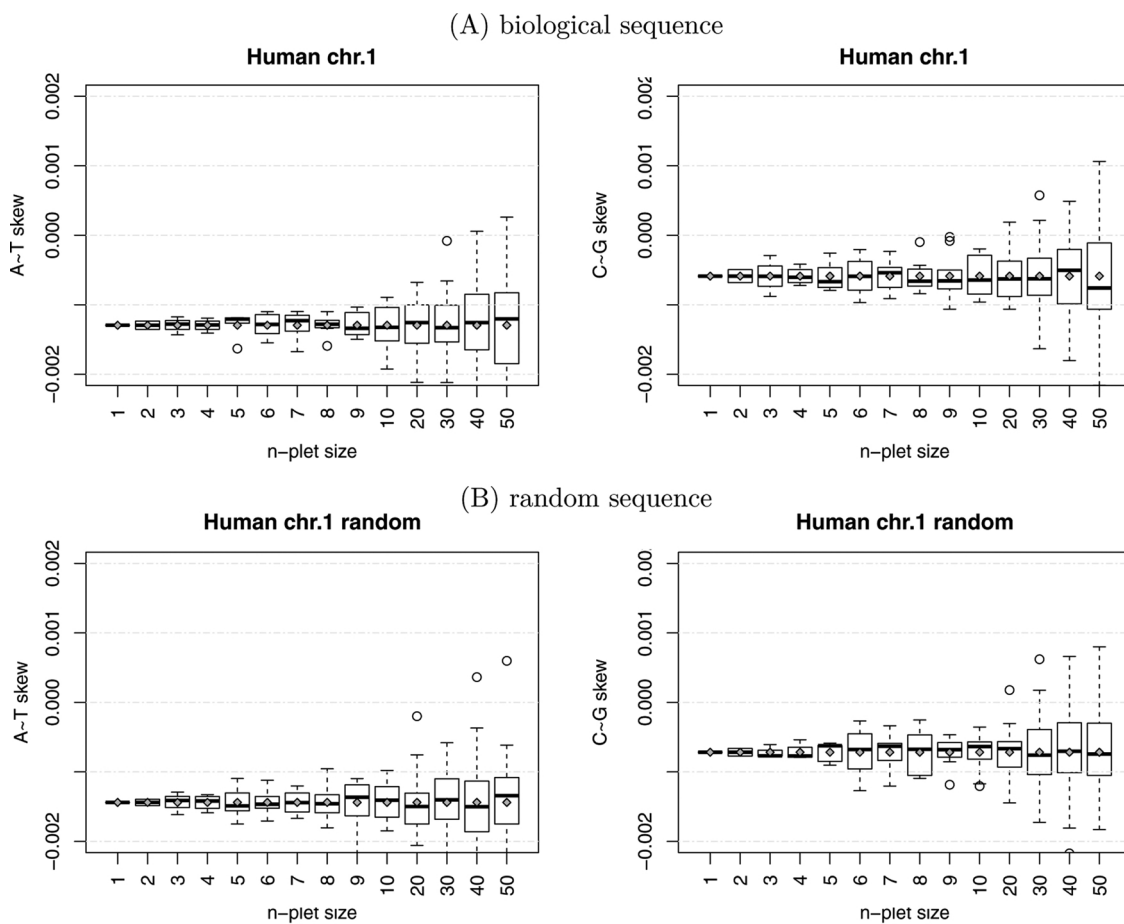 (A) biological sequence
Human chr.1
A~T skew
0.002
0.001
0.000
−0.002
1 2 3 4 5 6 7 8 9 10 20 30 40 50
n−plet size
Human chr.1
C~G skew
0.001
0.000
−0.002
1 2 3 4 5 6 7 8 9 10 20 30 40 50
n−plet size
(B) random sequence
Human chr.1 random
A~T skew
0.002
0.001
0.000
−0.002
1 2 3 4 5 6 7 8 9 10 20 30 40 50
n−plet size
Human chr.1 random
C~G skew
0.00
0.001
0.000
−0.002
1 2 3 4 5 6 7 8 9 10 20 30 40 50
n−plet size